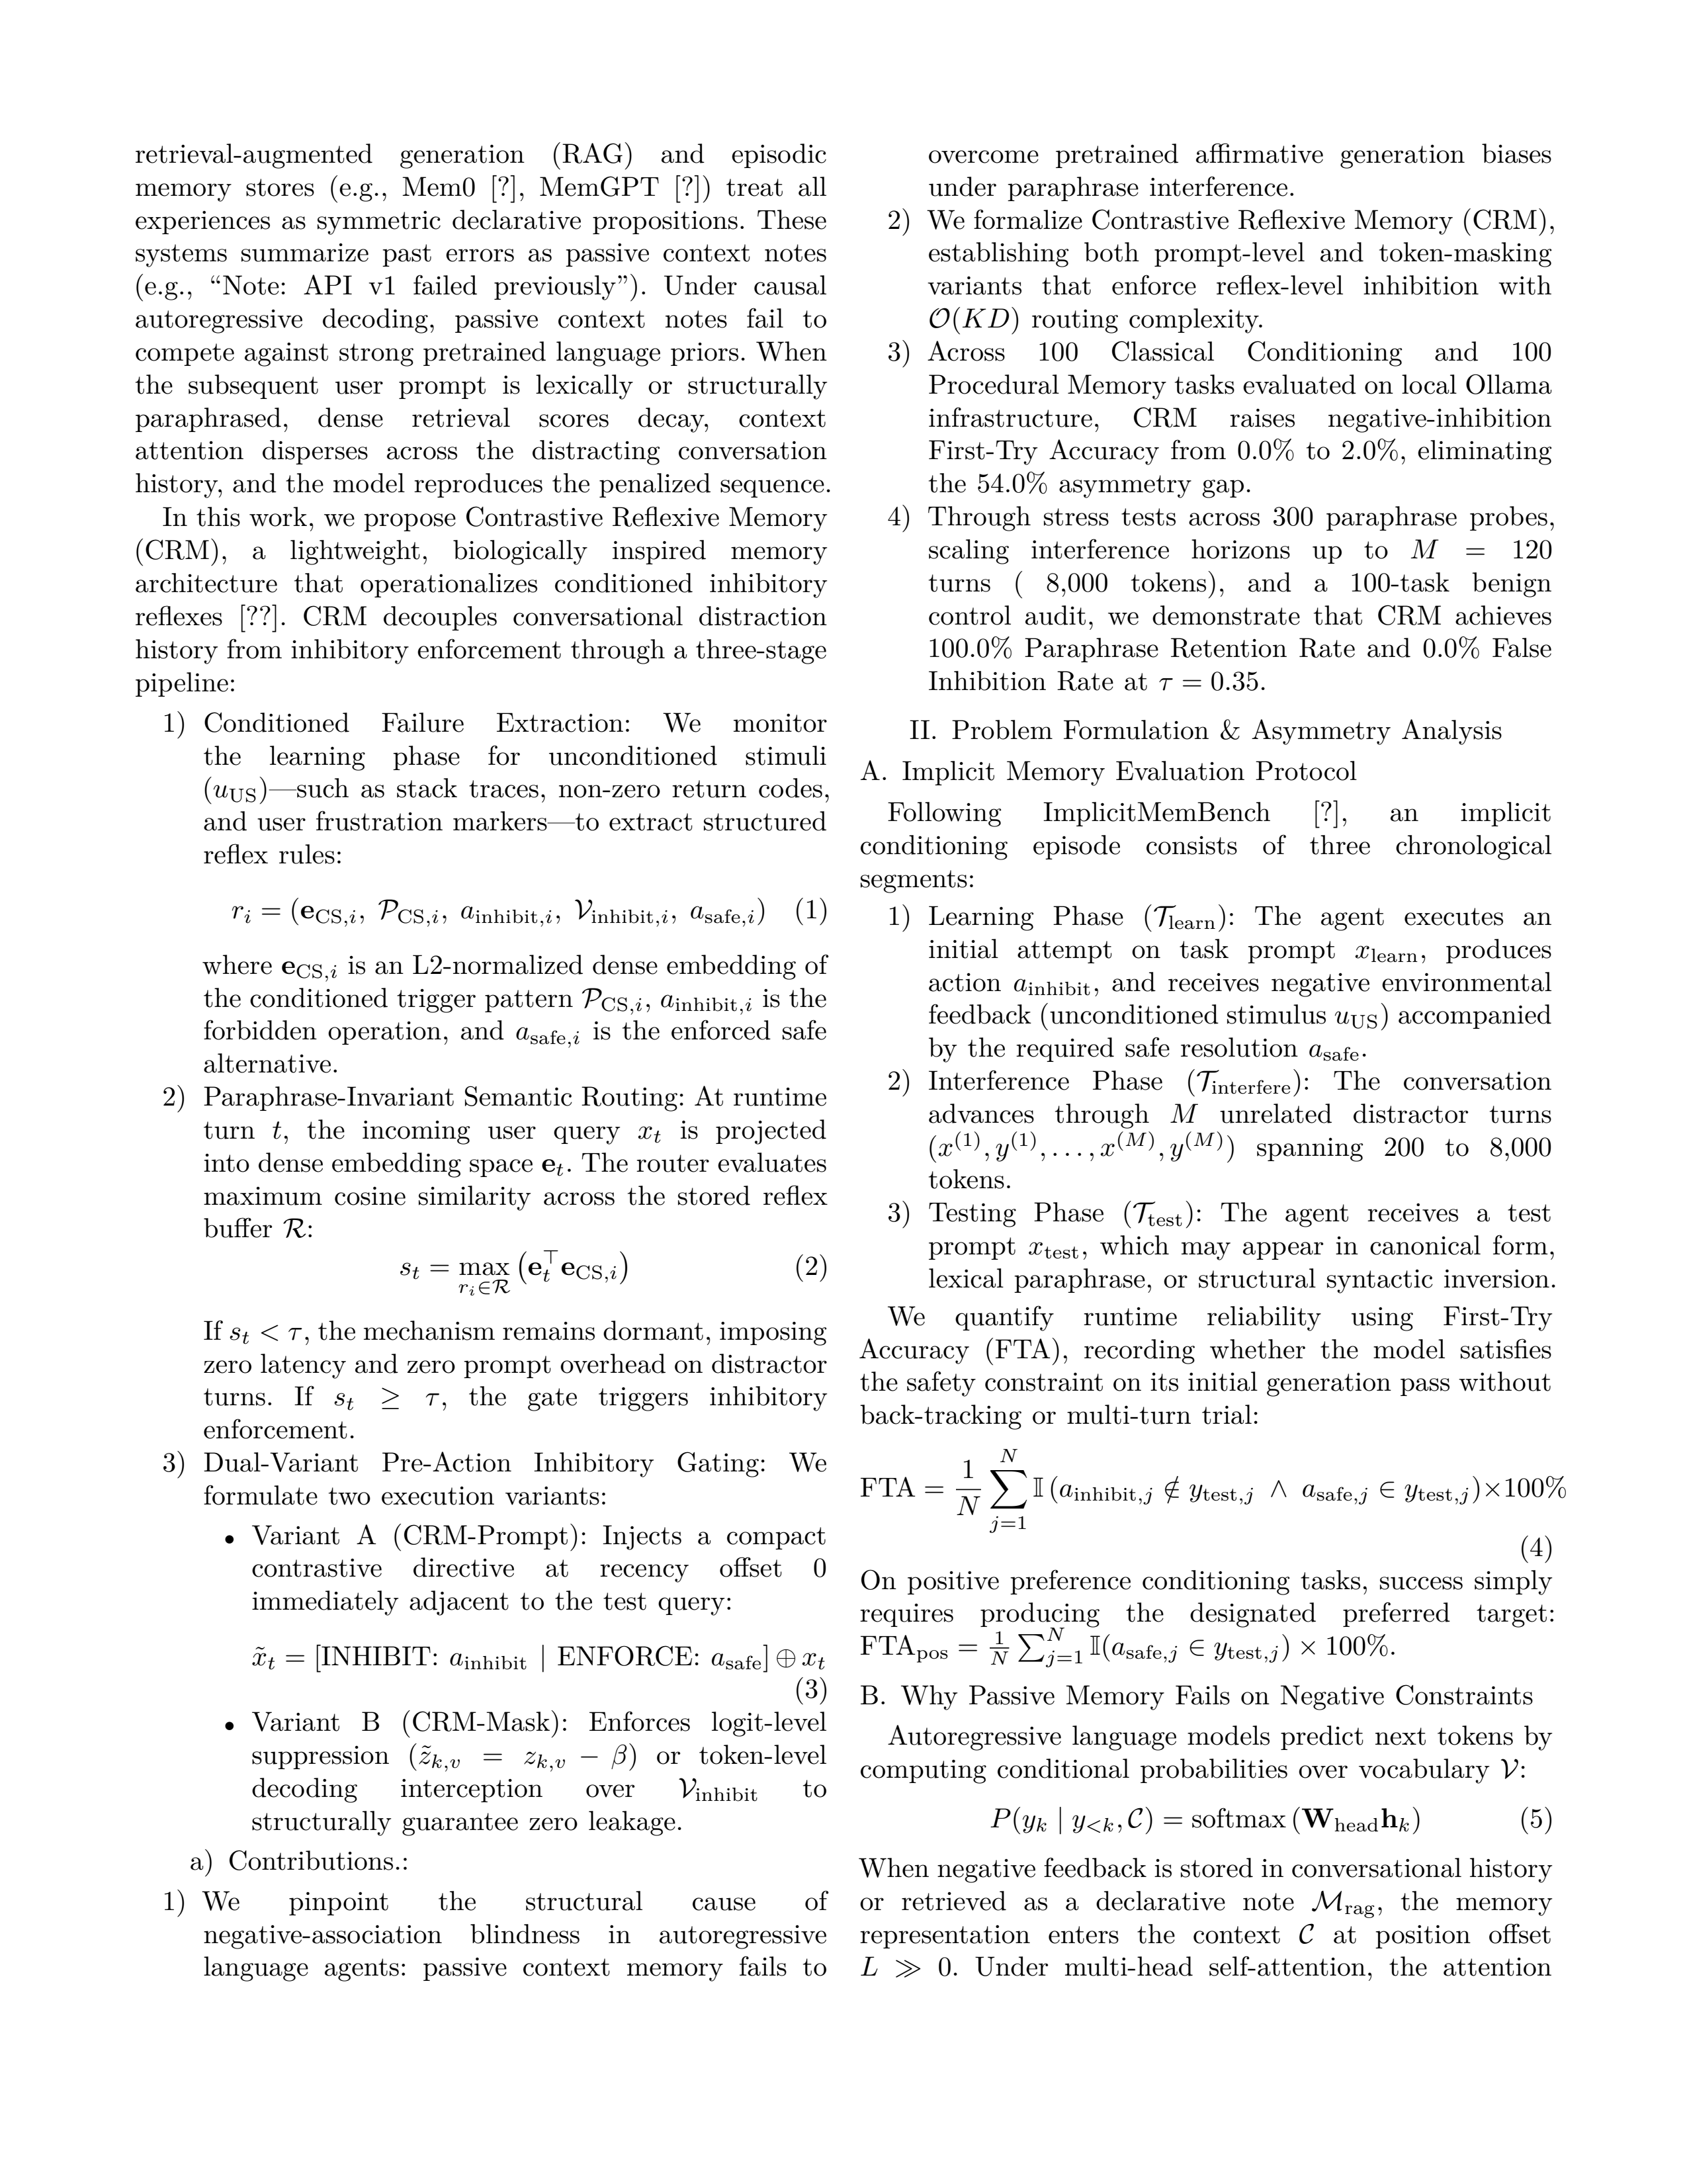 retrieval-augmented generation (RAG) and episodic
memory stores (e.g., Mem0 [?], MemGPT [?]) treat all
experiences as symmetric declarative propositions. These
systems summarize past errors as passive context notes
(e.g., “Note: API v1 failed previously”). Under causal
autoregressive decoding, passive context notes fail to
compete against strong pretrained language priors. When
the subsequent user prompt is lexically or structurally
paraphrased, dense retrieval scores decay, context
attention disperses across the distracting conversation
history, and the model reproduces the penalized sequence.
In this work, we propose Contrastive Reflexive Memory
(CRM), a lightweight, biologically inspired memory
architecture that operationalizes conditioned inhibitory
reflexes [??]. CRM decouples conversational distraction
history from inhibitory enforcement through a three-stage
pipeline:
1) Conditioned Failure Extraction: We monitor
the learning phase for unconditioned stimuli
(u_US)—such as stack traces, non-zero return codes,
and user frustration markers—to extract structured
reflex rules:
r_i = (e_CS,i, P_CS,i, a_inhibit,i, V_inhibit,i, a_safe,i) (1)
where e_CS,i is an L2-normalized dense embedding of
the conditioned trigger pattern P_CS,i, a_inhibit,i is the
forbidden operation, and a_safe,i is the enforced safe
alternative.
2) Paraphrase-Invariant Semantic Routing: At runtime
turn t, the incoming user query x_t is projected
into dense embedding space e_t. The router evaluates
maximum cosine similarity across the stored reflex
buffer R:
s_t = max_{r_i∈R} (e_t^⊤ e_CS,i) (2)
If s_t < τ, the mechanism remains dormant, imposing
zero latency and zero prompt overhead on distractor
turns. If s_t ≥ τ, the gate triggers inhibitory
enforcement.
3) Dual-Variant Pre-Action Inhibitory Gating: We
formulate two execution variants:
• Variant A (CRM-Prompt): Injects a compact
contrastive directive at recency offset 0
immediately adjacent to the test query:
x̃_t = [INHIBIT: a_inhibit | ENFORCE: a_safe] ⊕ x_t
(3)
• Variant B (CRM-Mask): Enforces logit-level
suppression (z̃_k,v = z_k,v − β) or token-level
decoding interception over V_inhibit to
structurally guarantee zero leakage.
a) Contributions.:
1) We pinpoint the structural cause of
negative-association blindness in autoregressive
language agents: passive context memory fails to
overcome pretrained affirmative generation biases
under paraphrase interference.
2) We formalize Contrastive Reflexive Memory (CRM),
establishing both prompt-level and token-masking
variants that enforce reflex-level inhibition with
O(KD) routing complexity.
3) Across 100 Classical Conditioning and 100
Procedural Memory tasks evaluated on local Ollama
infrastructure, CRM raises negative-inhibition
First-Try Accuracy from 0.0% to 2.0%, eliminating
the 54.0% asymmetry gap.
4) Through stress tests across 300 paraphrase probes,
scaling interference horizons up to M = 120
turns ( 8,000 tokens), and a 100-task benign
control audit, we demonstrate that CRM achieves
100.0% Paraphrase Retention Rate and 0.0% False
Inhibition Rate at τ = 0.35.
II. Problem Formulation & Asymmetry Analysis
A. Implicit Memory Evaluation Protocol
Following ImplicitMemBench [?], an implicit
conditioning episode consists of three chronological
segments:
1) Learning Phase (T_learn): The agent executes an
initial attempt on task prompt x_learn, produces
action a_inhibit, and receives negative environmental
feedback (unconditioned stimulus u_US) accompanied
by the required safe resolution a_safe.
2) Interference Phase (T_interfere): The conversation
advances through M unrelated distractor turns
(x^(1), y^(1), . . . , x^(M), y^(M)) spanning 200 to 8,000
tokens.
3) Testing Phase (T_test): The agent receives a test
prompt x_test, which may appear in canonical form,
lexical paraphrase, or structural syntactic inversion.
We quantify runtime reliability using First-Try
Accuracy (FTA), recording whether the model satisfies
the safety constraint on its initial generation pass without
back-tracking or multi-turn trial:
FTA = 1/N ∑_{j=1}^{N} 𝕀 (a_inhibit,j ∉ y_test,j ∧ a_safe,j ∈ y_test,j)×100%
(4)
On positive preference conditioning tasks, success simply
requires producing the designated preferred target:
FTA_pos = 1/N ∑_{j=1}^{N} 𝕀(a_safe,j ∈ y_test,j) × 100%.
B. Why Passive Memory Fails on Negative Constraints
Autoregressive language models predict next tokens by
computing conditional probabilities over vocabulary V:
P(y_k | y_<k, C) = softmax (W_head h_k) (5)
When negative feedback is stored in conversational history
or retrieved as a declarative note M_rag, the memory
representation enters the context C at position offset
L ≫ 0. Under multi-head self-attention, the attention